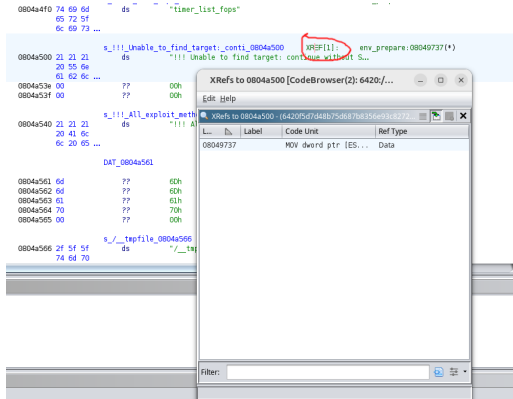 0804a4f0 74 69 6d ds "timer_list_fops"
65 72 5f
6c 69 73 ...
s_!!!_Unable_to_find_target:_conti_0804a500 XREF[1]: env_prepare:08049737(*)
0804a500 21 21 21 ds "!!! Unable to find target: continue without S...
20 55 6e
61 62 6c ...
0804a53e 00 ?? 00h
0804a53f 00 ?? 00h
s_!!!_All_exploit_meth
0804a540 21 21 21 ds "!!! Al
20 41 6c
6c 20 65 ...
DAT_0804a561
0804a561 6d ?? 6Dh
0804a562 6d ?? 6Dh
0804a563 61 ?? 61h
0804a564 70 ?? 70h
0804a565 00 ?? 00h
s_/__tmpfile_0804a566
0804a566 2f 5f 5f ds "/__tmp
74 6d 70
XRefs to 0804a500 [CodeBrowser(2): 6420:/...
Edit Help
XRefs to 0804a500 -
L... Label Code Unit Ref Type
08049737 MOV dword ptr [ES... Data
Filter: